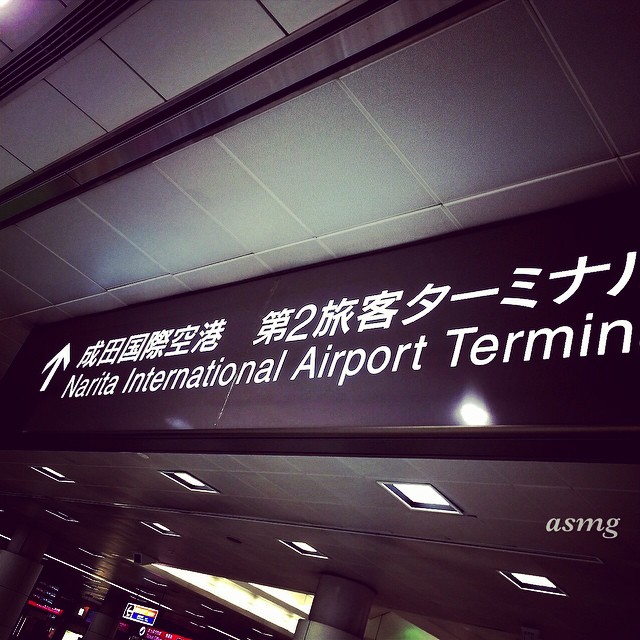 ↑ 成田国際空港 第2旅客ターミナ
Narita International Airport Termin
asmg